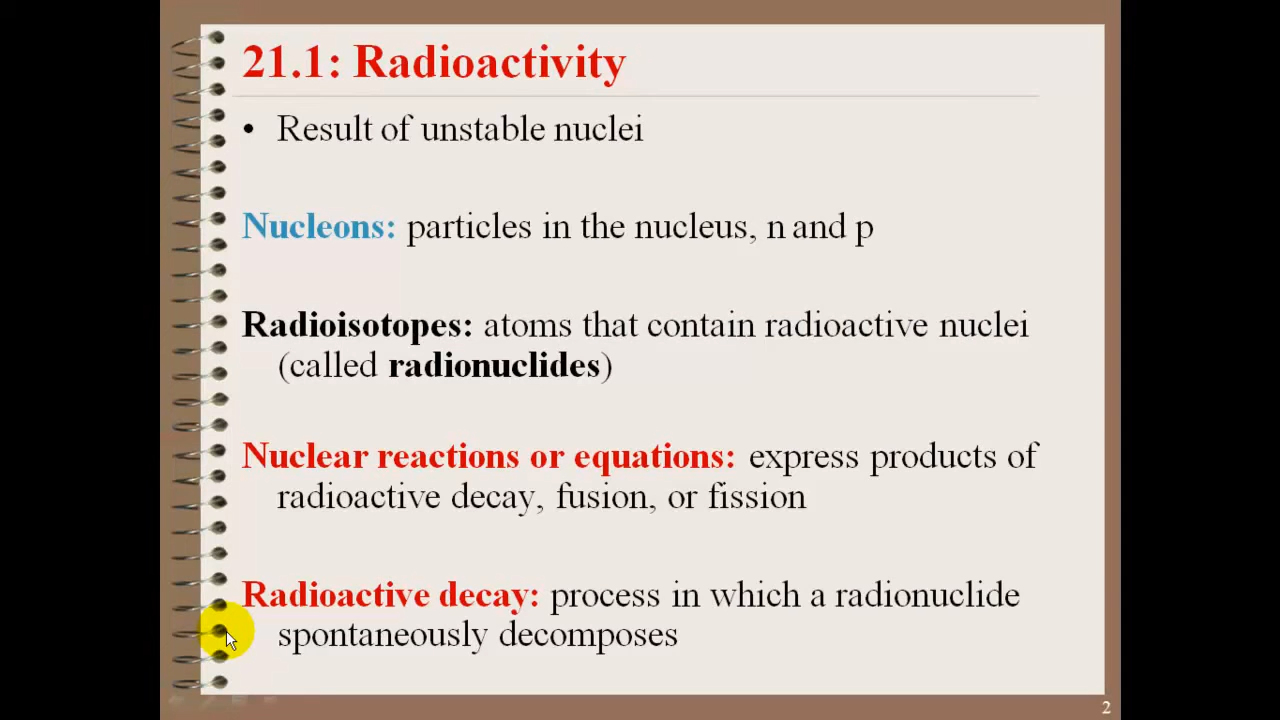 21.1: Radioactivity
• Result of unstable nuclei
Nucleons: particles in the nucleus, n and p
Radioisotopes: atoms that contain radioactive nuclei
(called radionuclides)
Nuclear reactions or equations: express products of
radioactive decay, fusion, or fission
Radioactive decay: process in which a radionuclide
spontaneously decomposes
2